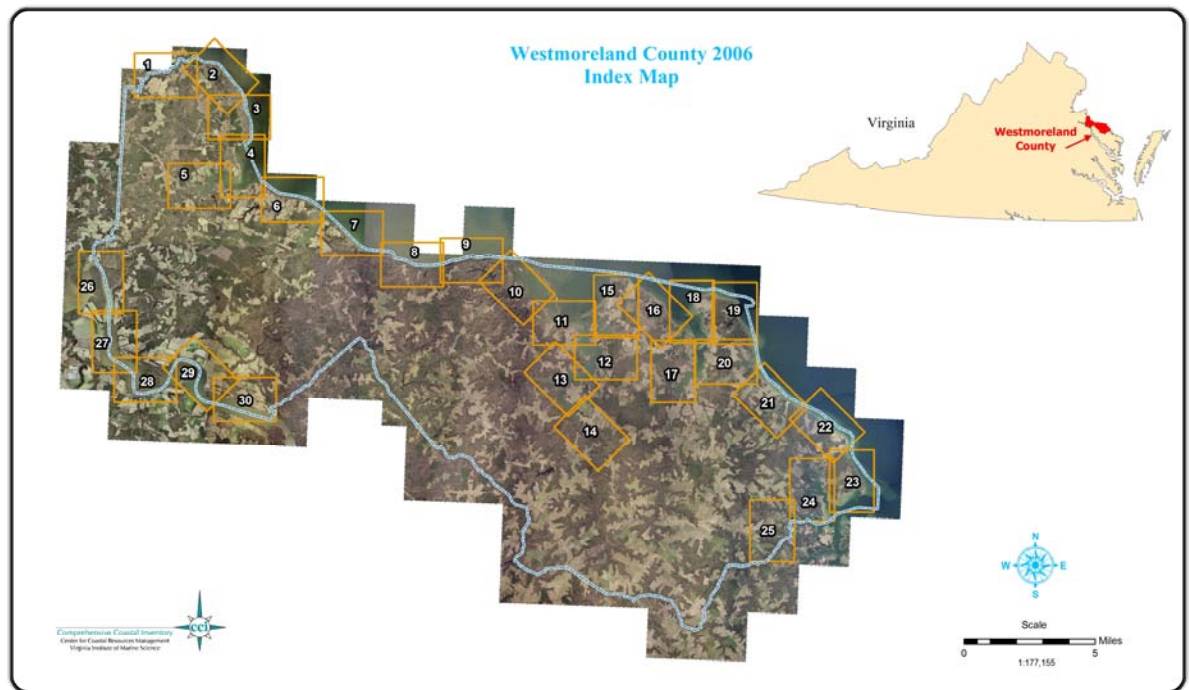 Westmoreland County 2006
Index Map
Virginia
Westmoreland
County
1
2
3
4
5
6
7
8
9
10
11
12
13
14
15
16
17
18
19
20
21
22
23
24
25
26
27
28
29
30
N
W
E
S
Scale
Miles
0
5
1:177,155
cci
Comprehensive Coastal Inventory
Center for Coastal Resources Management
Virginia Institute of Marine Science